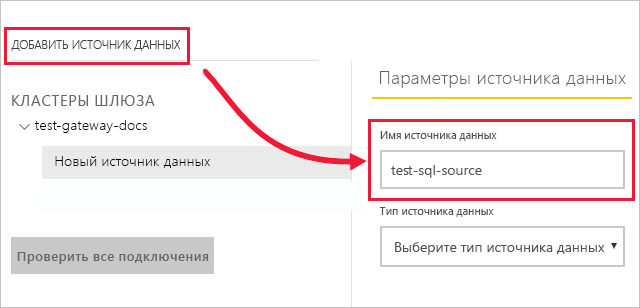 ДОБАВИТЬ ИСТОЧНИК ДАННЫХ
КЛАСТЕРЫ ШЛЮЗА
test-gateway-docs
Новый источник данных
Проверить все подключения
Параметры источника данных
Имя источника данных
test-sql-source
Тип источника данных
Выберите тип источника данных